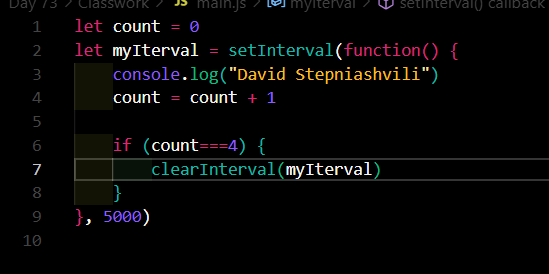 Day 73 > Classwork > JS main.js > myIterval > setInterval() callback
1 let count = 0
2 let myIterval = setInterval(function() {
3     console.log("David Stepniashvili")
4     count = count + 1
5
6     if (count===4) {
7         clearInterval(myIterval)
8     }
9 }, 5000)
10